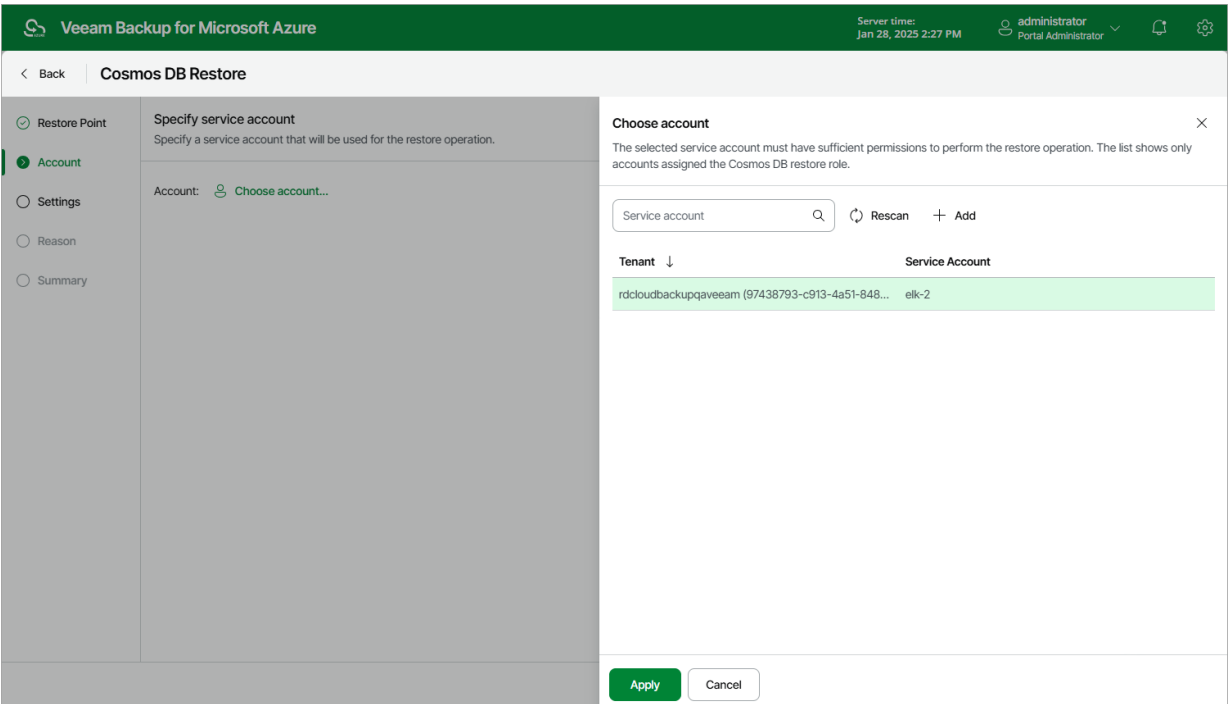 Veeam Backup for Microsoft Azure
Server time:
Jan 28, 2025 2:27 PM
administrator
Portal Administrator
Back
Cosmos DB Restore
Restore Point
Account
Settings
Reason
Summary
Specify service account
Specify a service account that will be used for the restore operation.
Account: Choose account...
Choose account
The selected service account must have sufficient permissions to perform the restore operation. The list shows only
accounts assigned the Cosmos DB restore role.
Service account
Rescan
Add
Tenant
Service Account
rdcloudbackupqaveeam (97438793-c913-4a51-848...
elk-2
Apply
Cancel